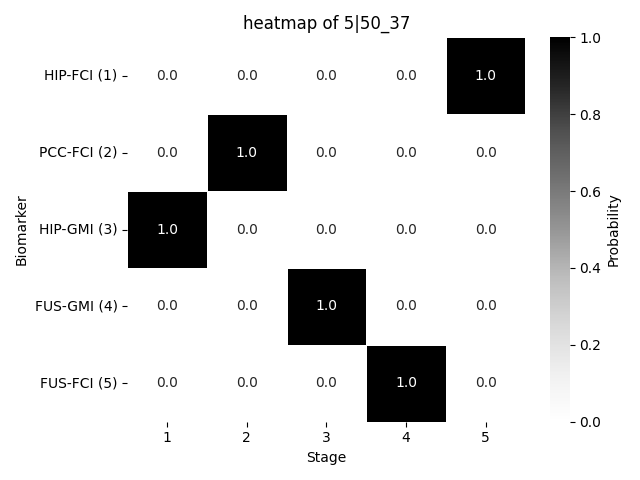 heatmap of 5|50_37
HIP-FCI (1) 0.0 0.0 0.0 0.0 1.0
PCC-FCI (2) 0.0 1.0 0.0 0.0 0.0
HIP-GMI (3) 1.0 0.0 0.0 0.0 0.0
FUS-GMI (4) 0.0 0.0 1.0 0.0 0.0
FUS-FCI (5) 0.0 0.0 0.0 1.0 0.0
1 2 3 4 5
Stage
Biomarker
1.0
0.8
0.6
0.4
0.2
0.0
Probability